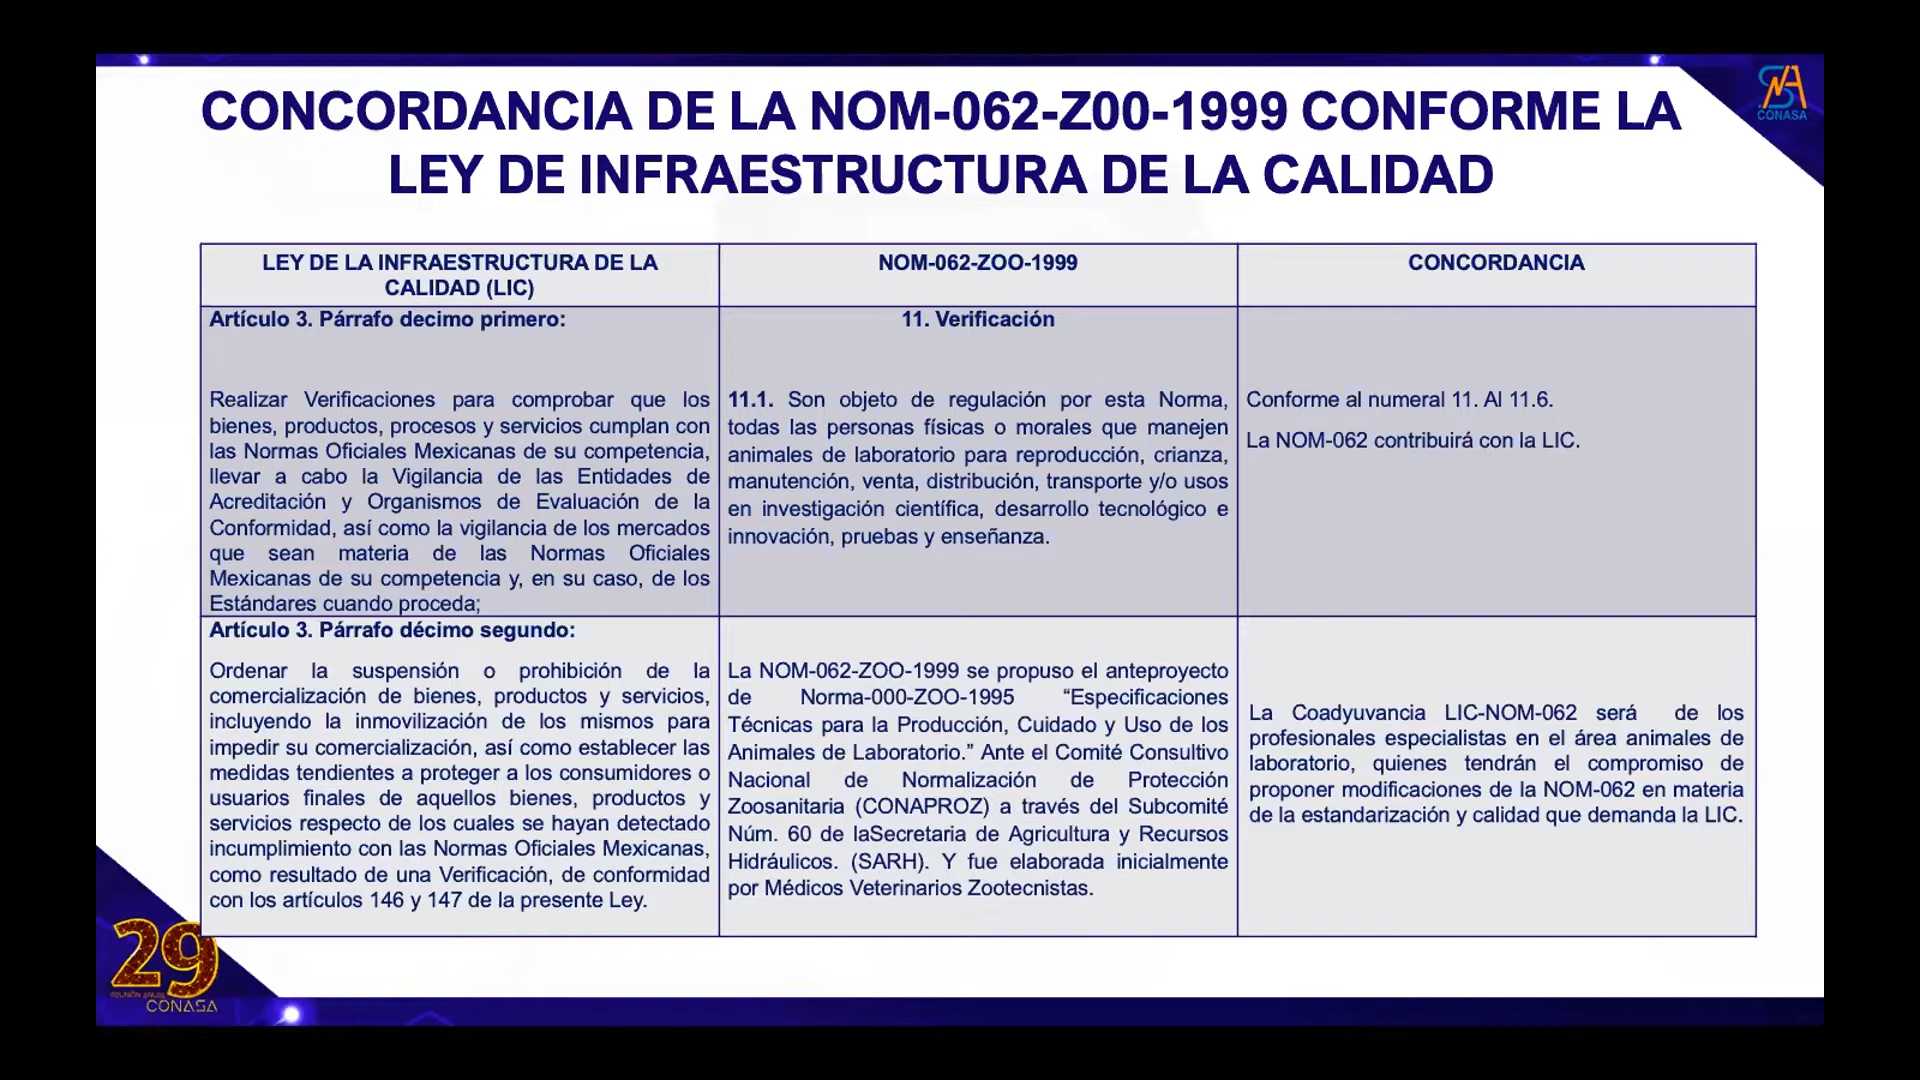 CONCORDANCIA DE LA NOM-062-Z00-1999 CONFORME LA
LEY DE INFRAESTRUCTURA DE LA CALIDAD
CONASA
LEY DE LA INFRAESTRUCTURA DE LA
CALIDAD (LIC)
NOM-062-ZOO-1999
CONCORDANCIA
Artículo 3. Párrafo decimo primero:
Realizar Verificaciones para comprobar que los
bienes, productos, procesos y servicios cumplan con
las Normas Oficiales Mexicanas de su competencia,
llevar a cabo la Vigilancia de las Entidades de
Acreditación y Organismos de Evaluación de la
Conformidad, así como la vigilancia de los mercados
que sean materia de las Normas Oficiales
Mexicanas de su competencia y, en su caso, de los
Estándares cuando proceda;
11. Verificación
11.1. Son objeto de regulación por esta Norma,
todas las personas físicas o morales que manejen
animales de laboratorio para reproducción, crianza,
manutención, venta, distribución, transporte y/o usos
en investigación científica, desarrollo tecnológico e
innovación, pruebas y enseñanza.
Conforme al numeral 11. Al 11.6.
La NOM-062 contribuirá con la LIC.
Artículo 3. Párrafo décimo segundo:
Ordenar la suspensión o prohibición de la
comercialización de bienes, productos y servicios,
incluyendo la inmovilización de los mismos para
impedir su comercialización, así como establecer las
medidas tendientes a proteger a los consumidores o
usuarios finales de aquellos bienes, productos y
servicios respecto de los cuales se hayan detectado
incumplimiento con las Normas Oficiales Mexicanas,
como resultado de una Verificación, de conformidad
con los artículos 146 y 147 de la presente Ley.
La NOM-062-ZOO-1999 se propuso el anteproyecto
de Norma-000-ZOO-1995 “Especificaciones
Técnicas para la Producción, Cuidado y Uso de los
Animales de Laboratorio.” Ante el Comité Consultivo
Nacional de Normalización de Protección
Zoosanitaria (CONAPROZ) a través del Subcomité
Núm. 60 de laSecretaria de Agricultura y Recursos
Hidráulicos. (SARH). Y fue elaborada inicialmente
por Médicos Veterinarios Zootecnistas.
La Coadyuvancia LIC-NOM-062 será de los
profesionales especialistas en el área animales de
laboratorio, quienes tendrán el compromiso de
proponer modificaciones de la NOM-062 en materia
de la estandarización y calidad que demanda la LIC.
29
REUNIÓN ANUAL
CONASA